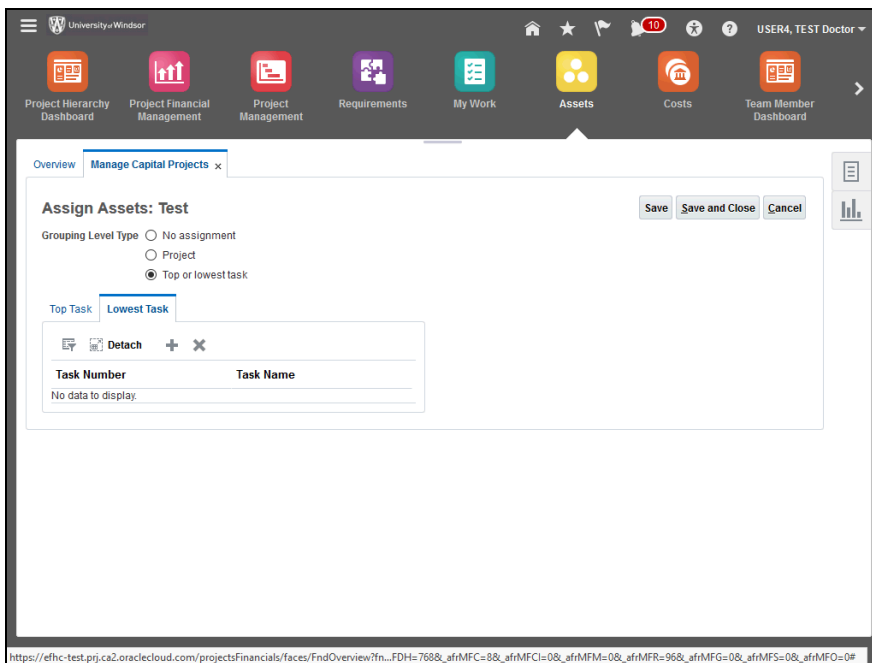 University of Windsor
10
USER4, TEST Doctor
Project Hierarchy Dashboard
Project Financial Management
Project Management
Requirements
My Work
Assets
Costs
Team Member Dashboard
Overview
Manage Capital Projects x
Assign Assets: Test
Save
Save and Close
Cancel
Grouping Level Type
No assignment
Project
Top or lowest task
Top Task
Lowest Task
Detach
Task Number
Task Name
No data to display.
https://efhc-test.prj.ca2.oraclecloud.com/projectsFinancials/faces/FndOverview?fn...FDH=768&_afrMFC=8&_afrMFCI=0&_afrMFM=0&_afrMFR=96&_afrMFG=0&_afrMFS=0&_afrMFO=0#